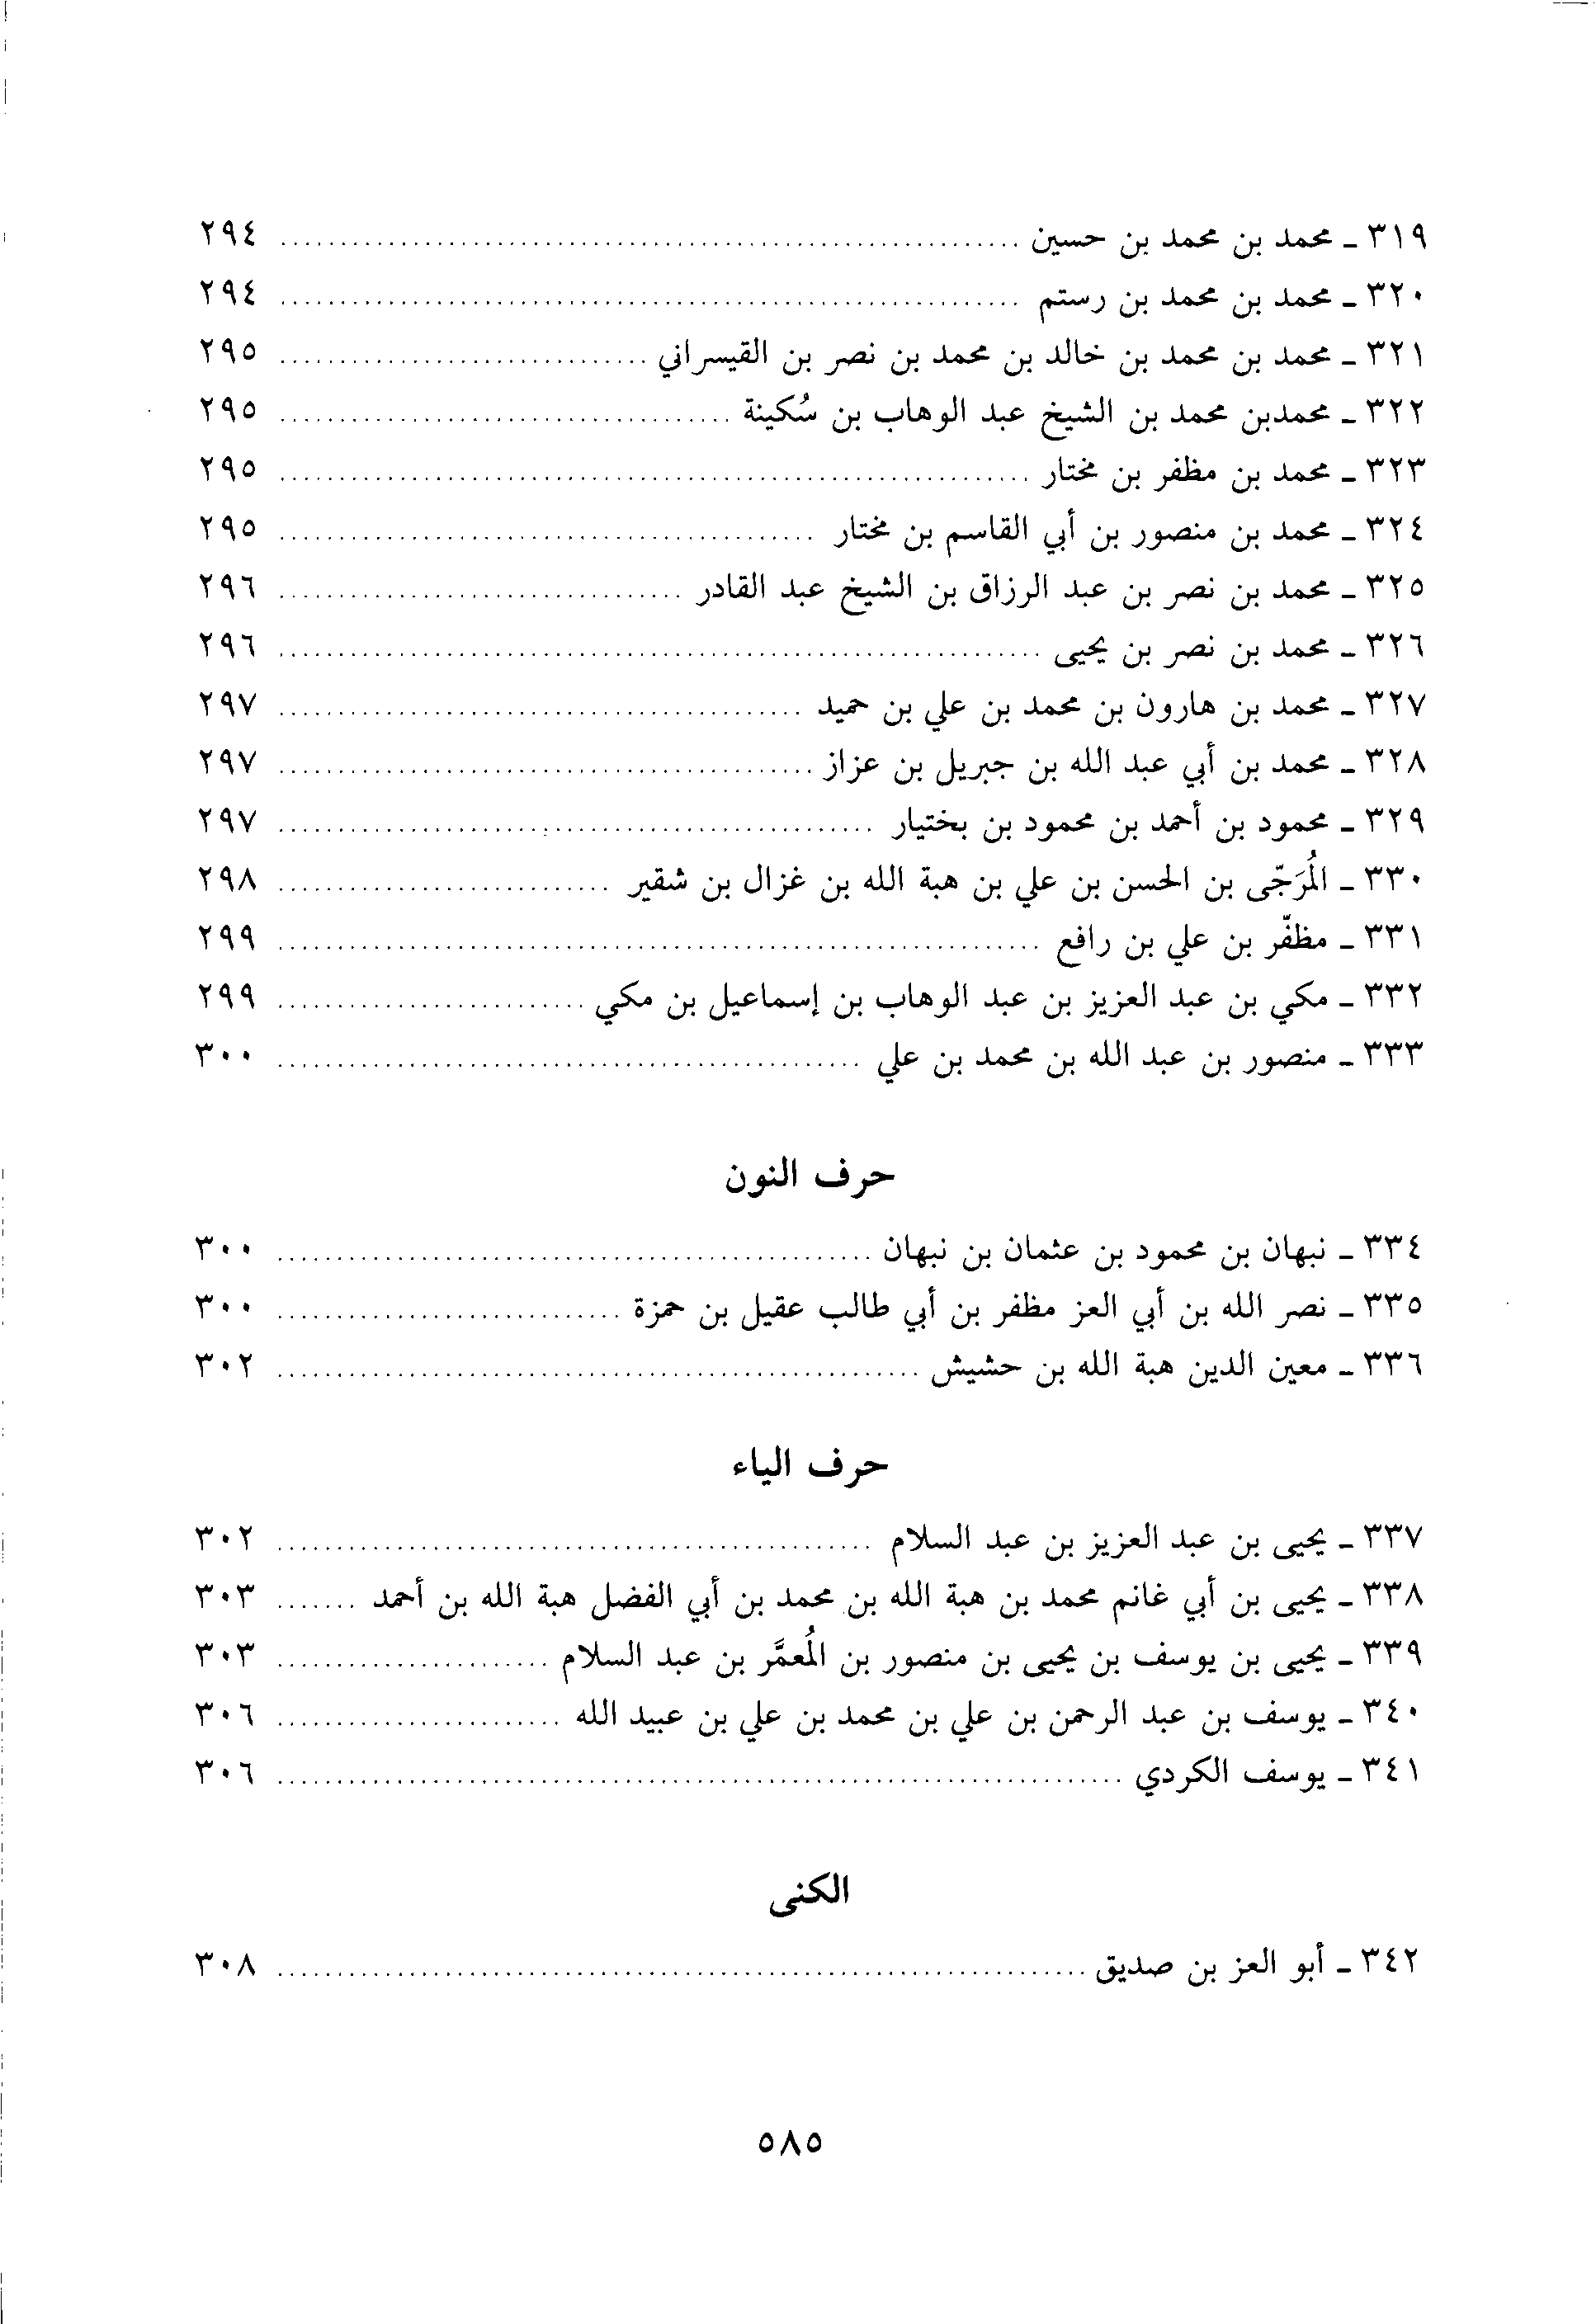 ٣١٩ - محمد بن محمد بن حسين ........ ٢٩٤
٣٢٠ - محمد بن محمد بن رستم ........ ٢٩٤
٣٢١ - محمد بن محمد بن خالد بن محمد بن نصر بن القيسراني ........ ٢٩٥
٣٢٢ - محمدبن محمد بن الشيخ عبد الوهاب بن سُكينة ........ ٢٩٥
٣٢٣ - محمد بن مظفر بن مختار ........ ٢٩٥
٣٢٤ - محمد بن منصور بن أبي القاسم بن مختار ........ ٢٩٥
٣٢٥ - محمد بن نصر بن عبد الرزاق بن الشيخ عبد القادر ........ ٢٩٦
٣٢٦ - محمد بن نصر بن يحيى ........ ٢٩٦
٣٢٧ - محمد بن هارون بن محمد بن علي بن حميد ........ ٢٩٧
٣٢٨ - محمد بن أبي عبد الله بن جبريل بن عزاز ........ ٢٩٧
٣٢٩ - محمود بن أحمد بن محمود بن بختيار ........ ٢٩٧
٣٣٠ - المُرَجّى بن الحسن بن علي بن هبة الله بن غزال بن شقير ........ ٢٩٨
٣٣١ - مظفّر بن علي بن رافع ........ ٢٩٩
٣٣٢ - مكي بن عبد العزيز بن عبد الوهاب بن إسماعيل بن مكي ........ ٢٩٩
٣٣٣ - منصور بن عبد الله بن محمد بن علي ........ ٣٠٠
حرف النون
٣٣٤ - نبهان بن محمود بن عثمان بن نبهان ........ ٣٠٠
٣٣٥ - نصر الله بن أبي العز مظفر بن أبي طالب عقيل بن حمزة ........ ٣٠٠
٣٣٦ - معين الدين هبة الله بن حشيش ........ ٣٠٢
حرف الياء
٣٣٧ - يحيى بن عبد العزيز بن عبد السلام ........ ٣٠٢
٣٣٨ - يحيى بن أبي غانم محمد بن هبة الله بن محمد بن أبي الفضل هبة الله بن أحمد ....... ٣٠٣
٣٣٩ - يحيى بن يوسف بن يحيى بن منصور بن المُعمَّر بن عبد السلام ........ ٣٠٣
٣٤٠ - يوسف بن عبد الرحمن بن علي بن محمد بن علي بن عبيد الله ........ ٣٠٦
٣٤١ - يوسف الكردي ........ ٣٠٦
الكنى
٣٤٢ - أبو العز بن صديق ........ ٣٠٨
٥٨٥